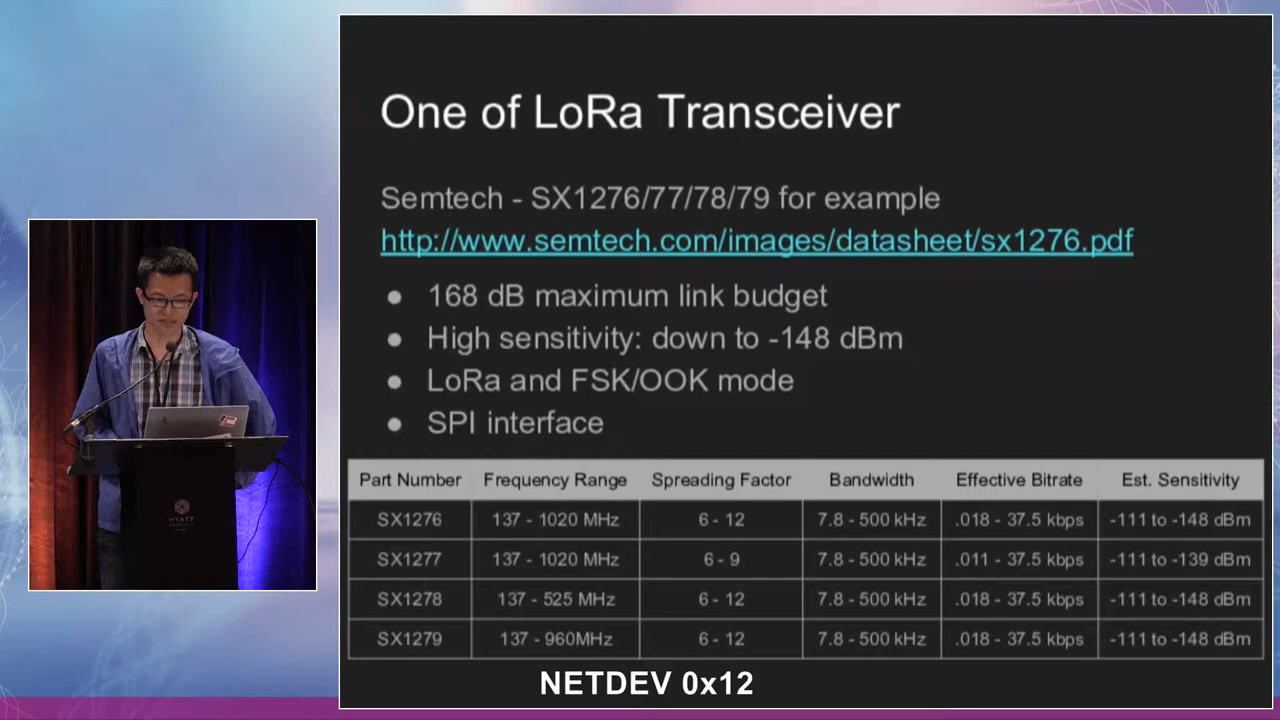 One of LoRa Transceiver
Semtech - SX1276/77/78/79 for example
http://www.semtech.com/images/datasheet/sx1276.pdf
● 168 dB maximum link budget
● High sensitivity: down to -148 dBm
● LoRa and FSK/OOK mode
● SPI interface
Part Number Frequency Range Spreading Factor Bandwidth Effective Bitrate Est. Sensitivity
SX1276 137 - 1020 MHz 6 - 12 7.8 - 500 kHz .018 - 37.5 kbps -111 to -148 dBm
SX1277 137 - 1020 MHz 6 - 9 7.8 - 500 kHz .011 - 37.5 kbps -111 to -139 dBm
SX1278 137 - 525 MHz 6 - 12 7.8 - 500 kHz .018 - 37.5 kbps -111 to -148 dBm
SX1279 137 - 960MHz 6 - 12 7.8 - 500 kHz .018 - 37.5 kbps -111 to -148 dBm
HYATT
NETDEV 0x12